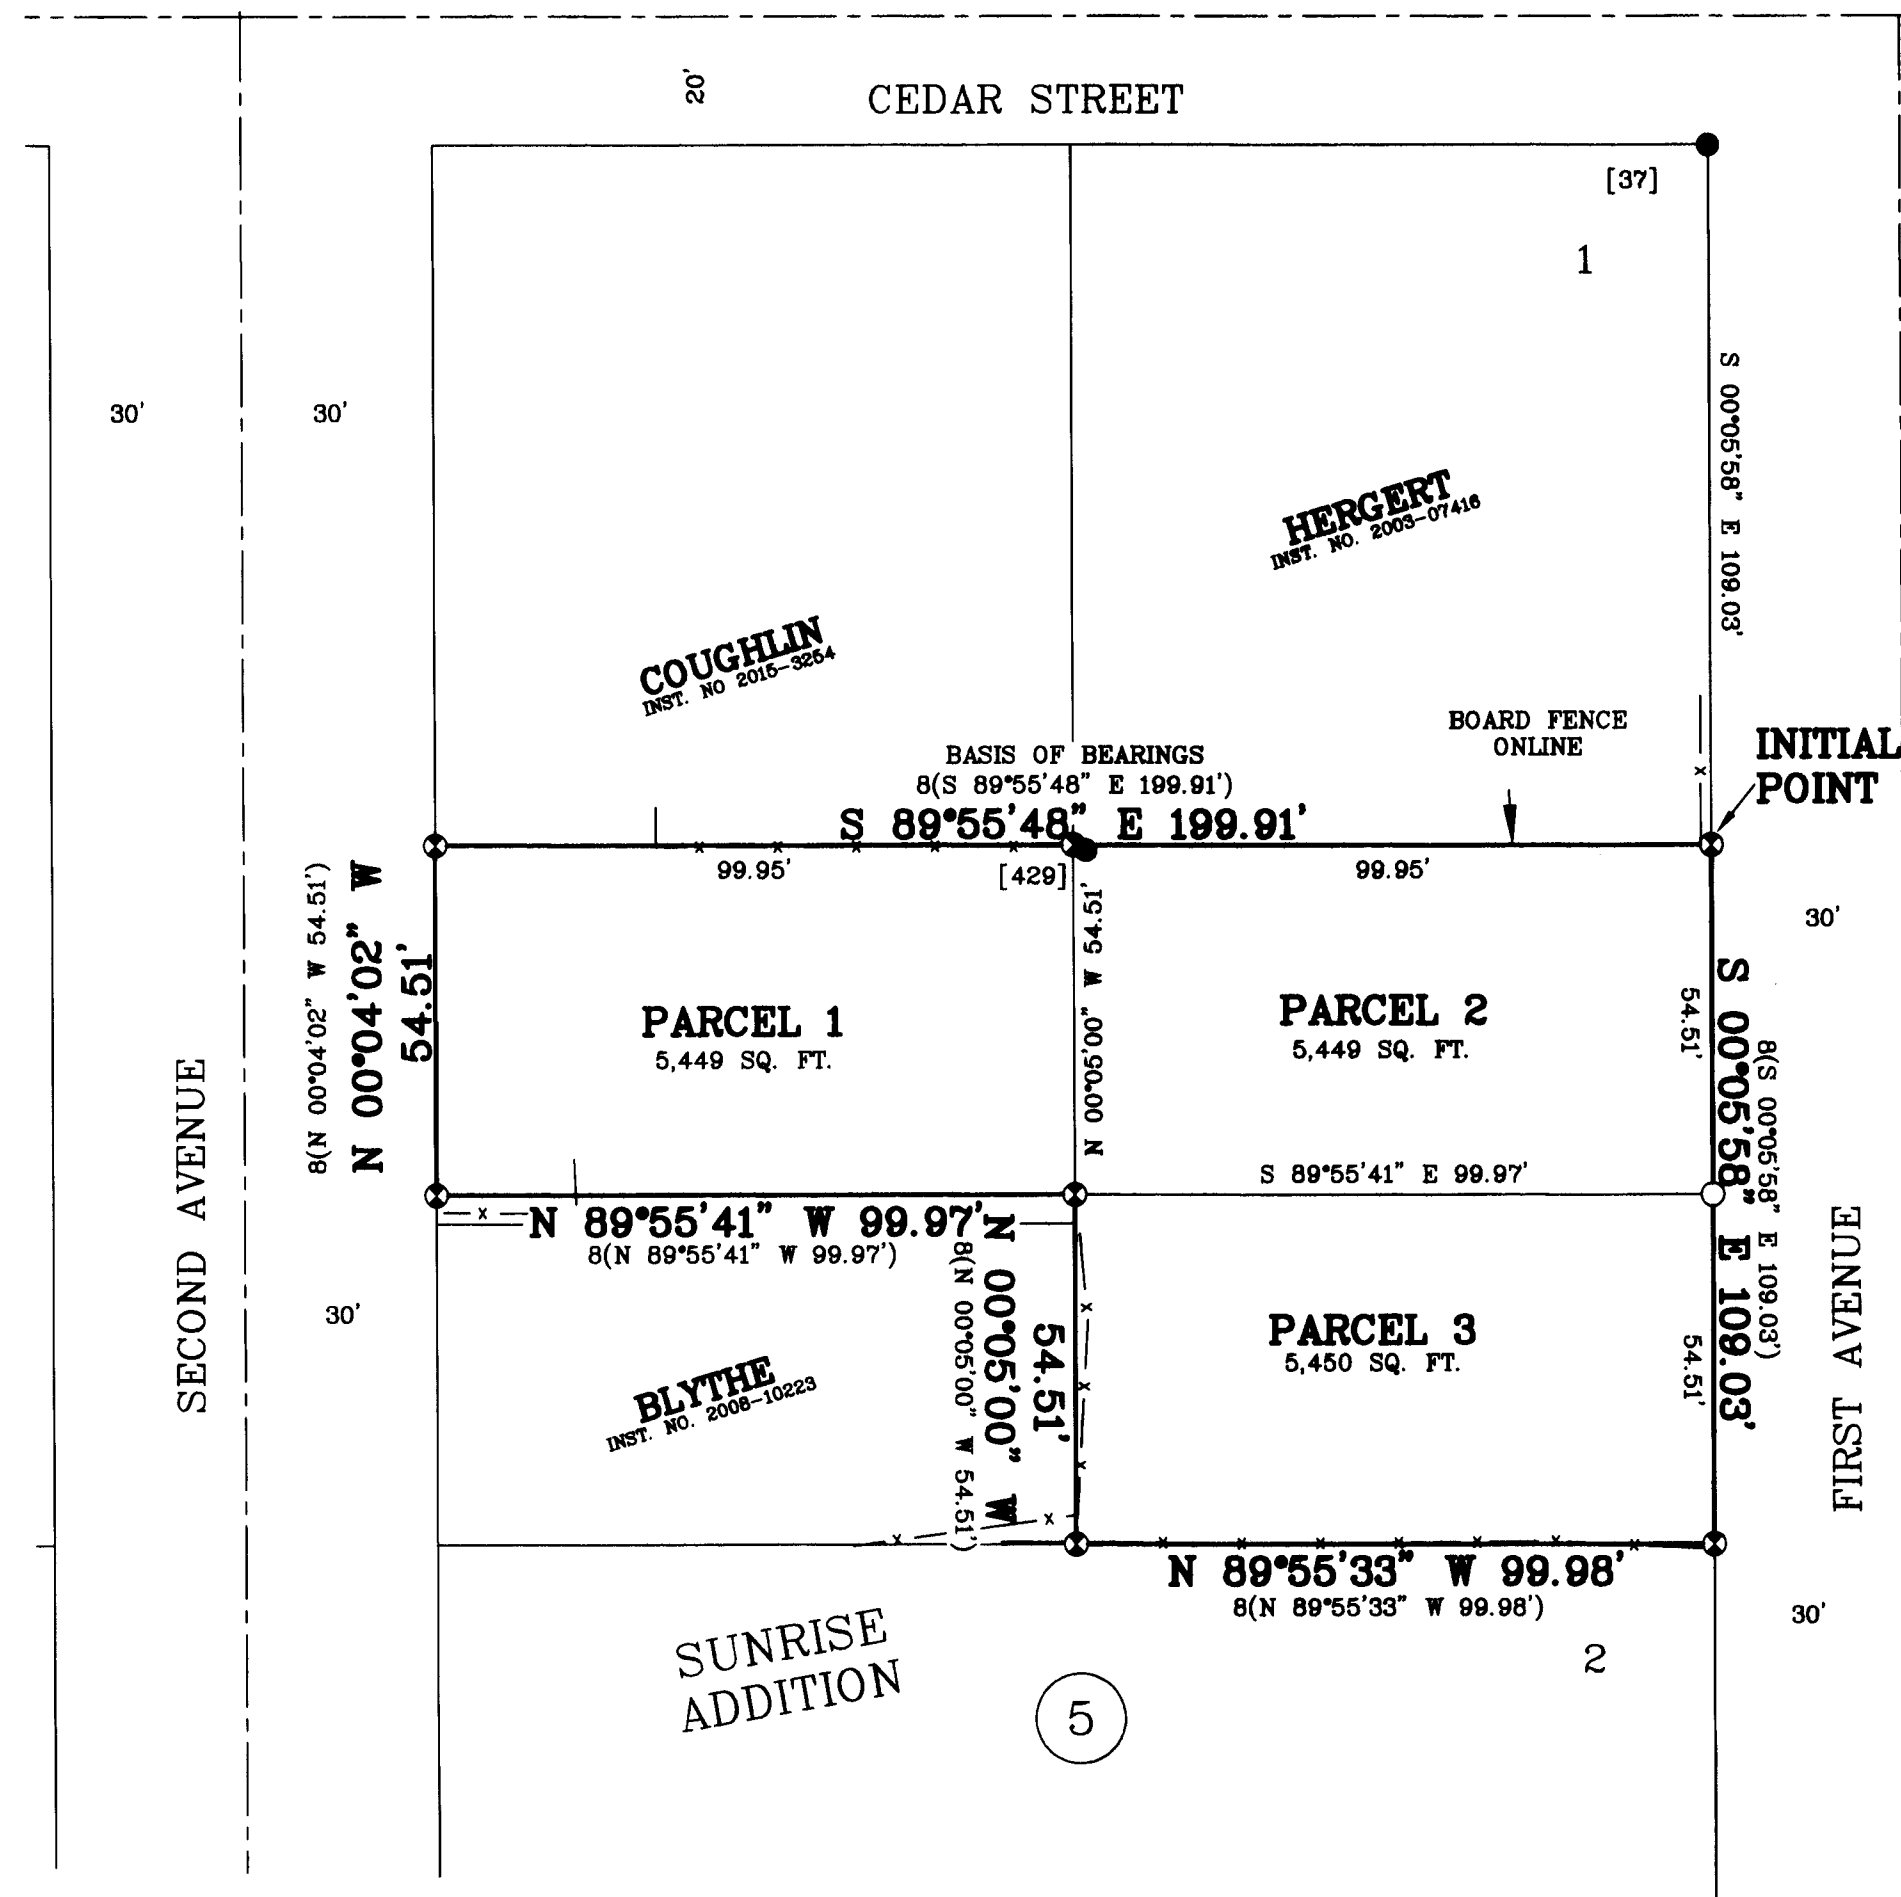 20'
CEDAR STREET
[37]
1
30'
30'
S 00°05'58" E 109.03'
HERGERT
INST. NO. 2003-07416
COUGHLIN
INST. NO 2015-3254
BOARD FENCE
ONLINE
INITIAL
POINT
BASIS OF BEARINGS
8(S 89°55'48" E 199.91')
S 89°55'48" E 199.91'
99.95'
[429]
99.95'
8(N 00°04'02" W 54.51')
N 00°04'02" W
54.51'
N 00°05'00" W 54.51'
30'
PARCEL 1
5,449 SQ. FT.
PARCEL 2
5,449 SQ. FT.
54.51'
S 00°05'58" E 109.03'
8(S 00°05'58" E 109.03')
SECOND AVENUE
S 89°55'41" E 99.97'
N 89°55'41" W 99.97'
8(N 89°55'41" W 99.97')
8(N 00°05'00" W 54.51')
N 00°05'00" W
54.51'
30'
PARCEL 3
5,450 SQ. FT.
54.51'
FIRST AVENUE
BLYTHE
INST. NO. 2008-10223
N 89°55'33" W 99.98'
8(N 89°55'33" W 99.98')
30'
SUNRISE
ADDITION
2
5